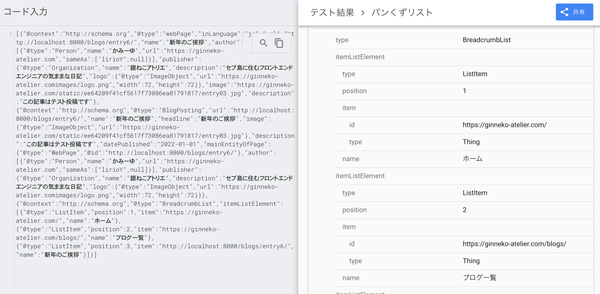 コード入力
1 [{"@context":"http://schema.org","@type":"webPage","inLanguage":
tp://localhost:8000/blogs/entry6/","name":"新年のご挨拶","author":
[{"@type":"Person","name":"かみーゆ","url":"https://ginneko-
atelier.com/","sameAs":["lirioY",null]}],"publisher":
{"@type":"Organization","name":"銀ねこアトリエ","description":"セブ島に住むフロントエンド
エンジニアの気ままな日記","logo":{"@type":"ImageObject","url":"https://ginneko-
atelier.comimages/logo.png","width":72,"height":72}},"image":"https://ginneko-
atelier.com/static/ee64209f41cf5617f73086ea81791817/entry03.jpg","description"
:"この記事はテスト投稿です"},
{"@context":"http://schema.org","@type":"BlogPosting","url":"http://localhost:
8000/blogs/entry6/","name":"新年のご挨拶","headline":"新年のご挨拶","image":
{"@type":"ImageObject","url":"https://ginneko-
atelier.com/static/ee64209f41cf5617f73086ea81791817/entry03.jpg"},"description
":"この記事はテスト投稿です","datePublished":"2022-01-01","mainEntityOfPage":
{"@type":"WebPage","@id":"http://localhost:8000/blogs/entry6/"},"author":
[{"@type":"Person","name":"かみーゆ","url":"https://ginneko-
atelier.com/","sameAs":["lirioY",null]}],"publisher":
{"@type":"Organization","name":"銀ねこアトリエ","description":"セブ島に住むフロントエンド
エンジニアの気ままな日記","logo":{"@type":"ImageObject","url":"https://ginneko-
atelier.comimages/logo.png","width":72,"height":72}}},
{"@context":"http://schema.org","@type":"BreadcrumbList","itemListElement":
[{"@type":"ListItem","position":1,"item":"https://ginneko-
atelier.com/","name":"ホーム"},
{"@type":"ListItem","position":2,"item":"https://ginneko-
atelier.com/blogs/","name":"ブログ一覧"},
{"@type":"ListItem","position":3,"item":"http://localhost:8000/blogs/entry6/",
"name":"新年のご挨拶"}]}]
テスト結果 > パンくずリスト
共有
type BreadcrumbList
itemListElement
type ListItem
position 1
item
id https://ginneko-atelier.com/
type Thing
name ホーム
itemListElement
type ListItem
position 2
item
id https://ginneko-atelier.com/blogs/
type Thing
name ブログ一覧
itemListElement